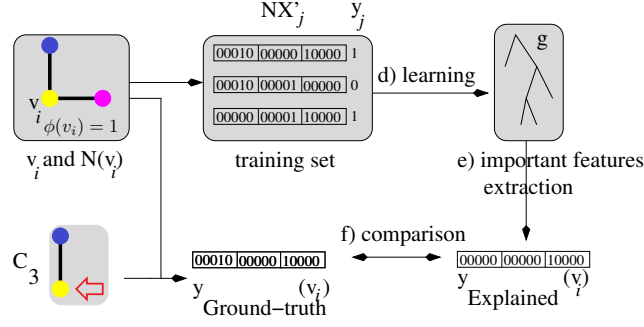 NX'j yj
00010 00000 10000 1
00010 00001 00000 0
00000 00001 10000 1
training set
d) learning
g
vi
ϕ(vi) = 1
vi and N(vi)
e) important features
extraction
C3
00010 00000 10000
y (vi)
Ground-truth
f) comparison
00000 00000 10000
y (vi)
Explained